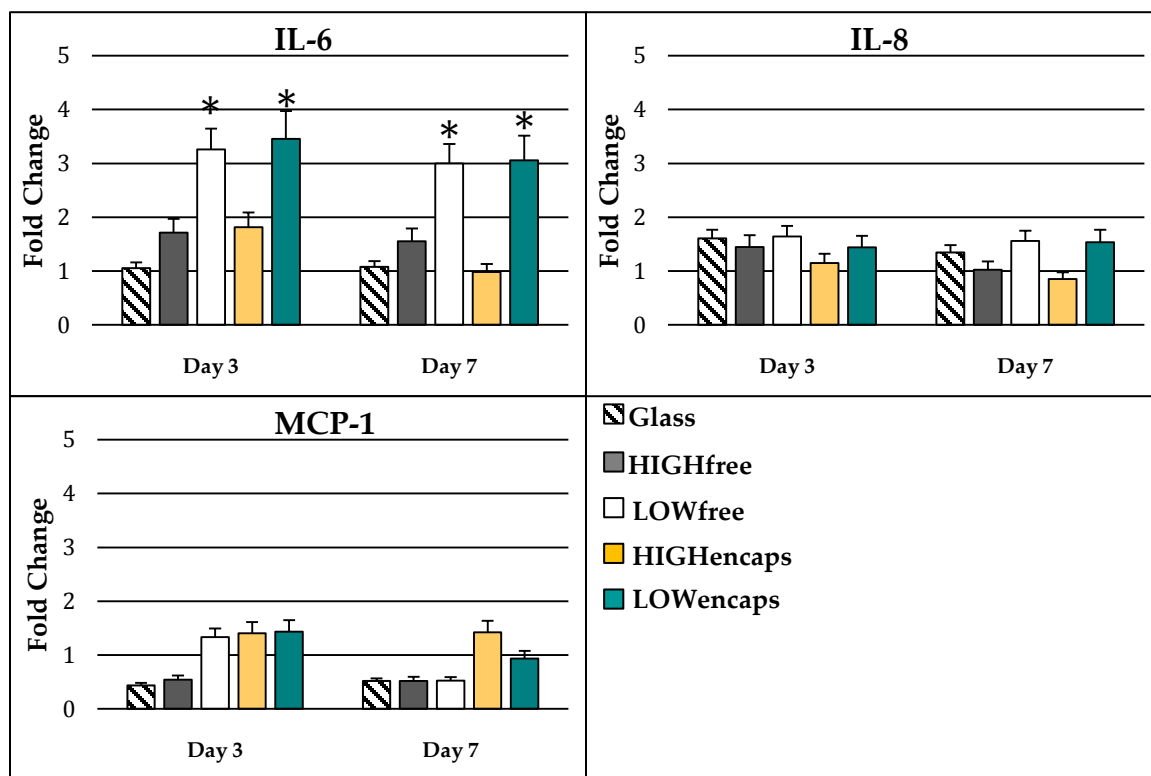 IL-6
5
4
3
2
1
0
Fold Change
* * * *
Day 3 Day 7
IL-8
5
4
3
2
1
0
Fold Change
Day 3 Day 7
MCP-1
5
4
3
2
1
0
Fold Change
Day 3 Day 7
Glass
HIGHfree
LOWfree
HIGHencaps
LOWencaps